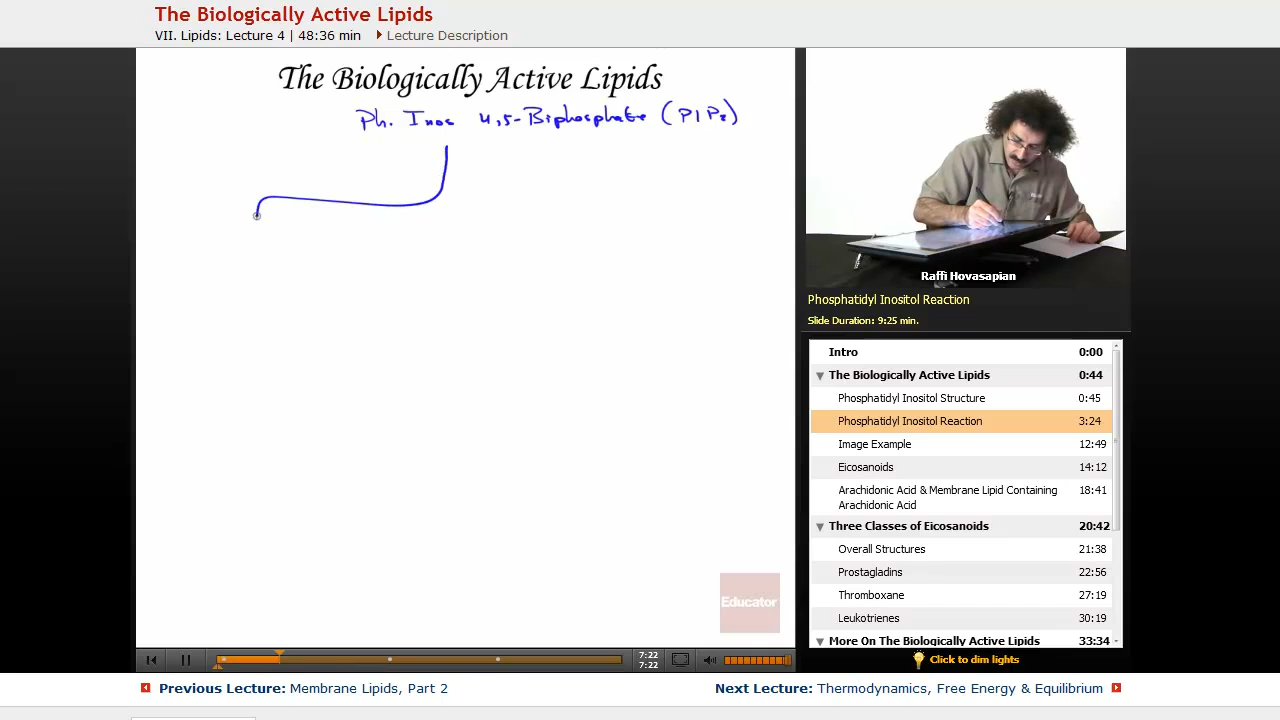 The Biologically Active Lipids
VII. Lipids: Lecture 4 | 48:36 min
Lecture Description
The Biologically Active Lipids
Ph. Inos 4,5-Biphosphate (PIP2)
Raffi Hovasapian
Phosphatidyl Inositol Reaction
Slide Duration: 9:25 min.
Intro 0:00
The Biologically Active Lipids 0:44
Phosphatidyl Inositol Structure 0:45
Phosphatidyl Inositol Reaction 3:24
Image Example 12:49
Eicosanoids 14:12
Arachidonic Acid & Membrane Lipid Containing 18:41
Arachidonic Acid
Three Classes of Eicosanoids 20:42
Overall Structures 21:38
Prostagladins 22:56
Thromboxane 27:19
Leukotrienes 30:19
More On The Biologically Active Lipids 33:34
Educator
7:22
7:22
Click to dim lights
Previous Lecture: Membrane Lipids, Part 2
Next Lecture: Thermodynamics, Free Energy & Equilibrium